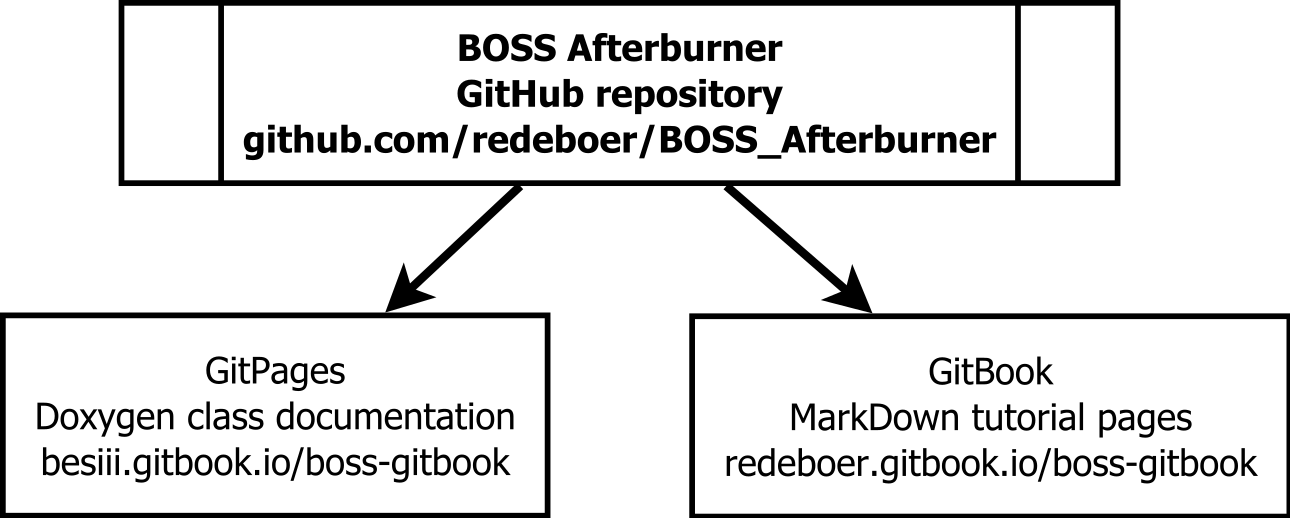 BOSS Afterburner
GitHub repository
github.com/redeboer/BOSS_Afterburner
GitPages
Doxygen class documentation
besiii.gitbook.io/boss-gitbook
GitBook
MarkDown tutorial pages
redeboer.gitbook.io/boss-gitbook